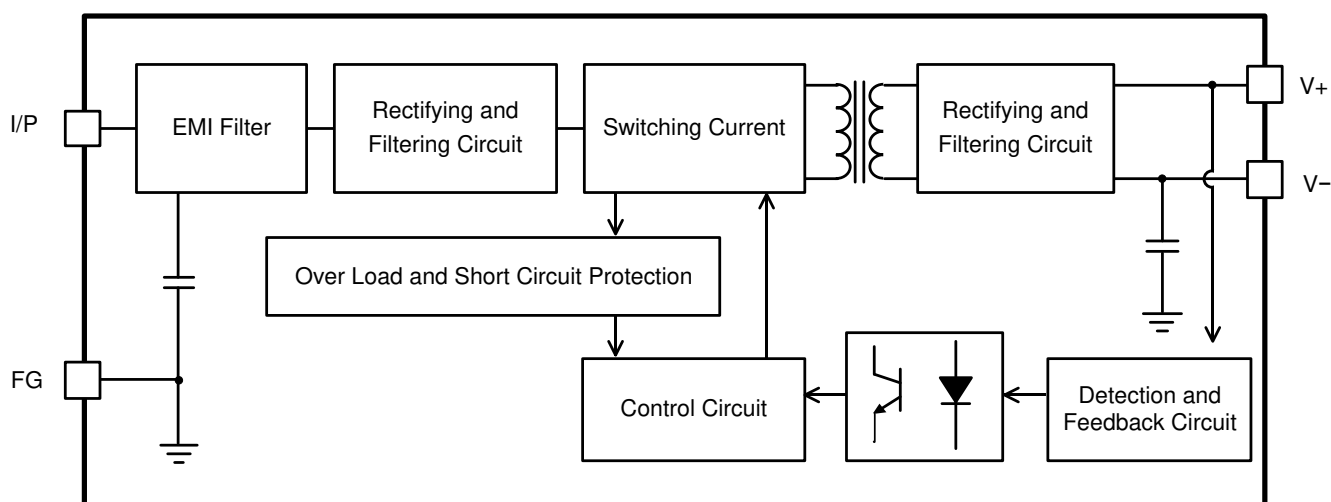 I/P
EMI Filter
Rectifying and
Filtering Circuit
Switching Current
Rectifying and
Filtering Circuit
V+
V−
Over Load and Short Circuit Protection
FG
Control Circuit
Detection and
Feedback Circuit